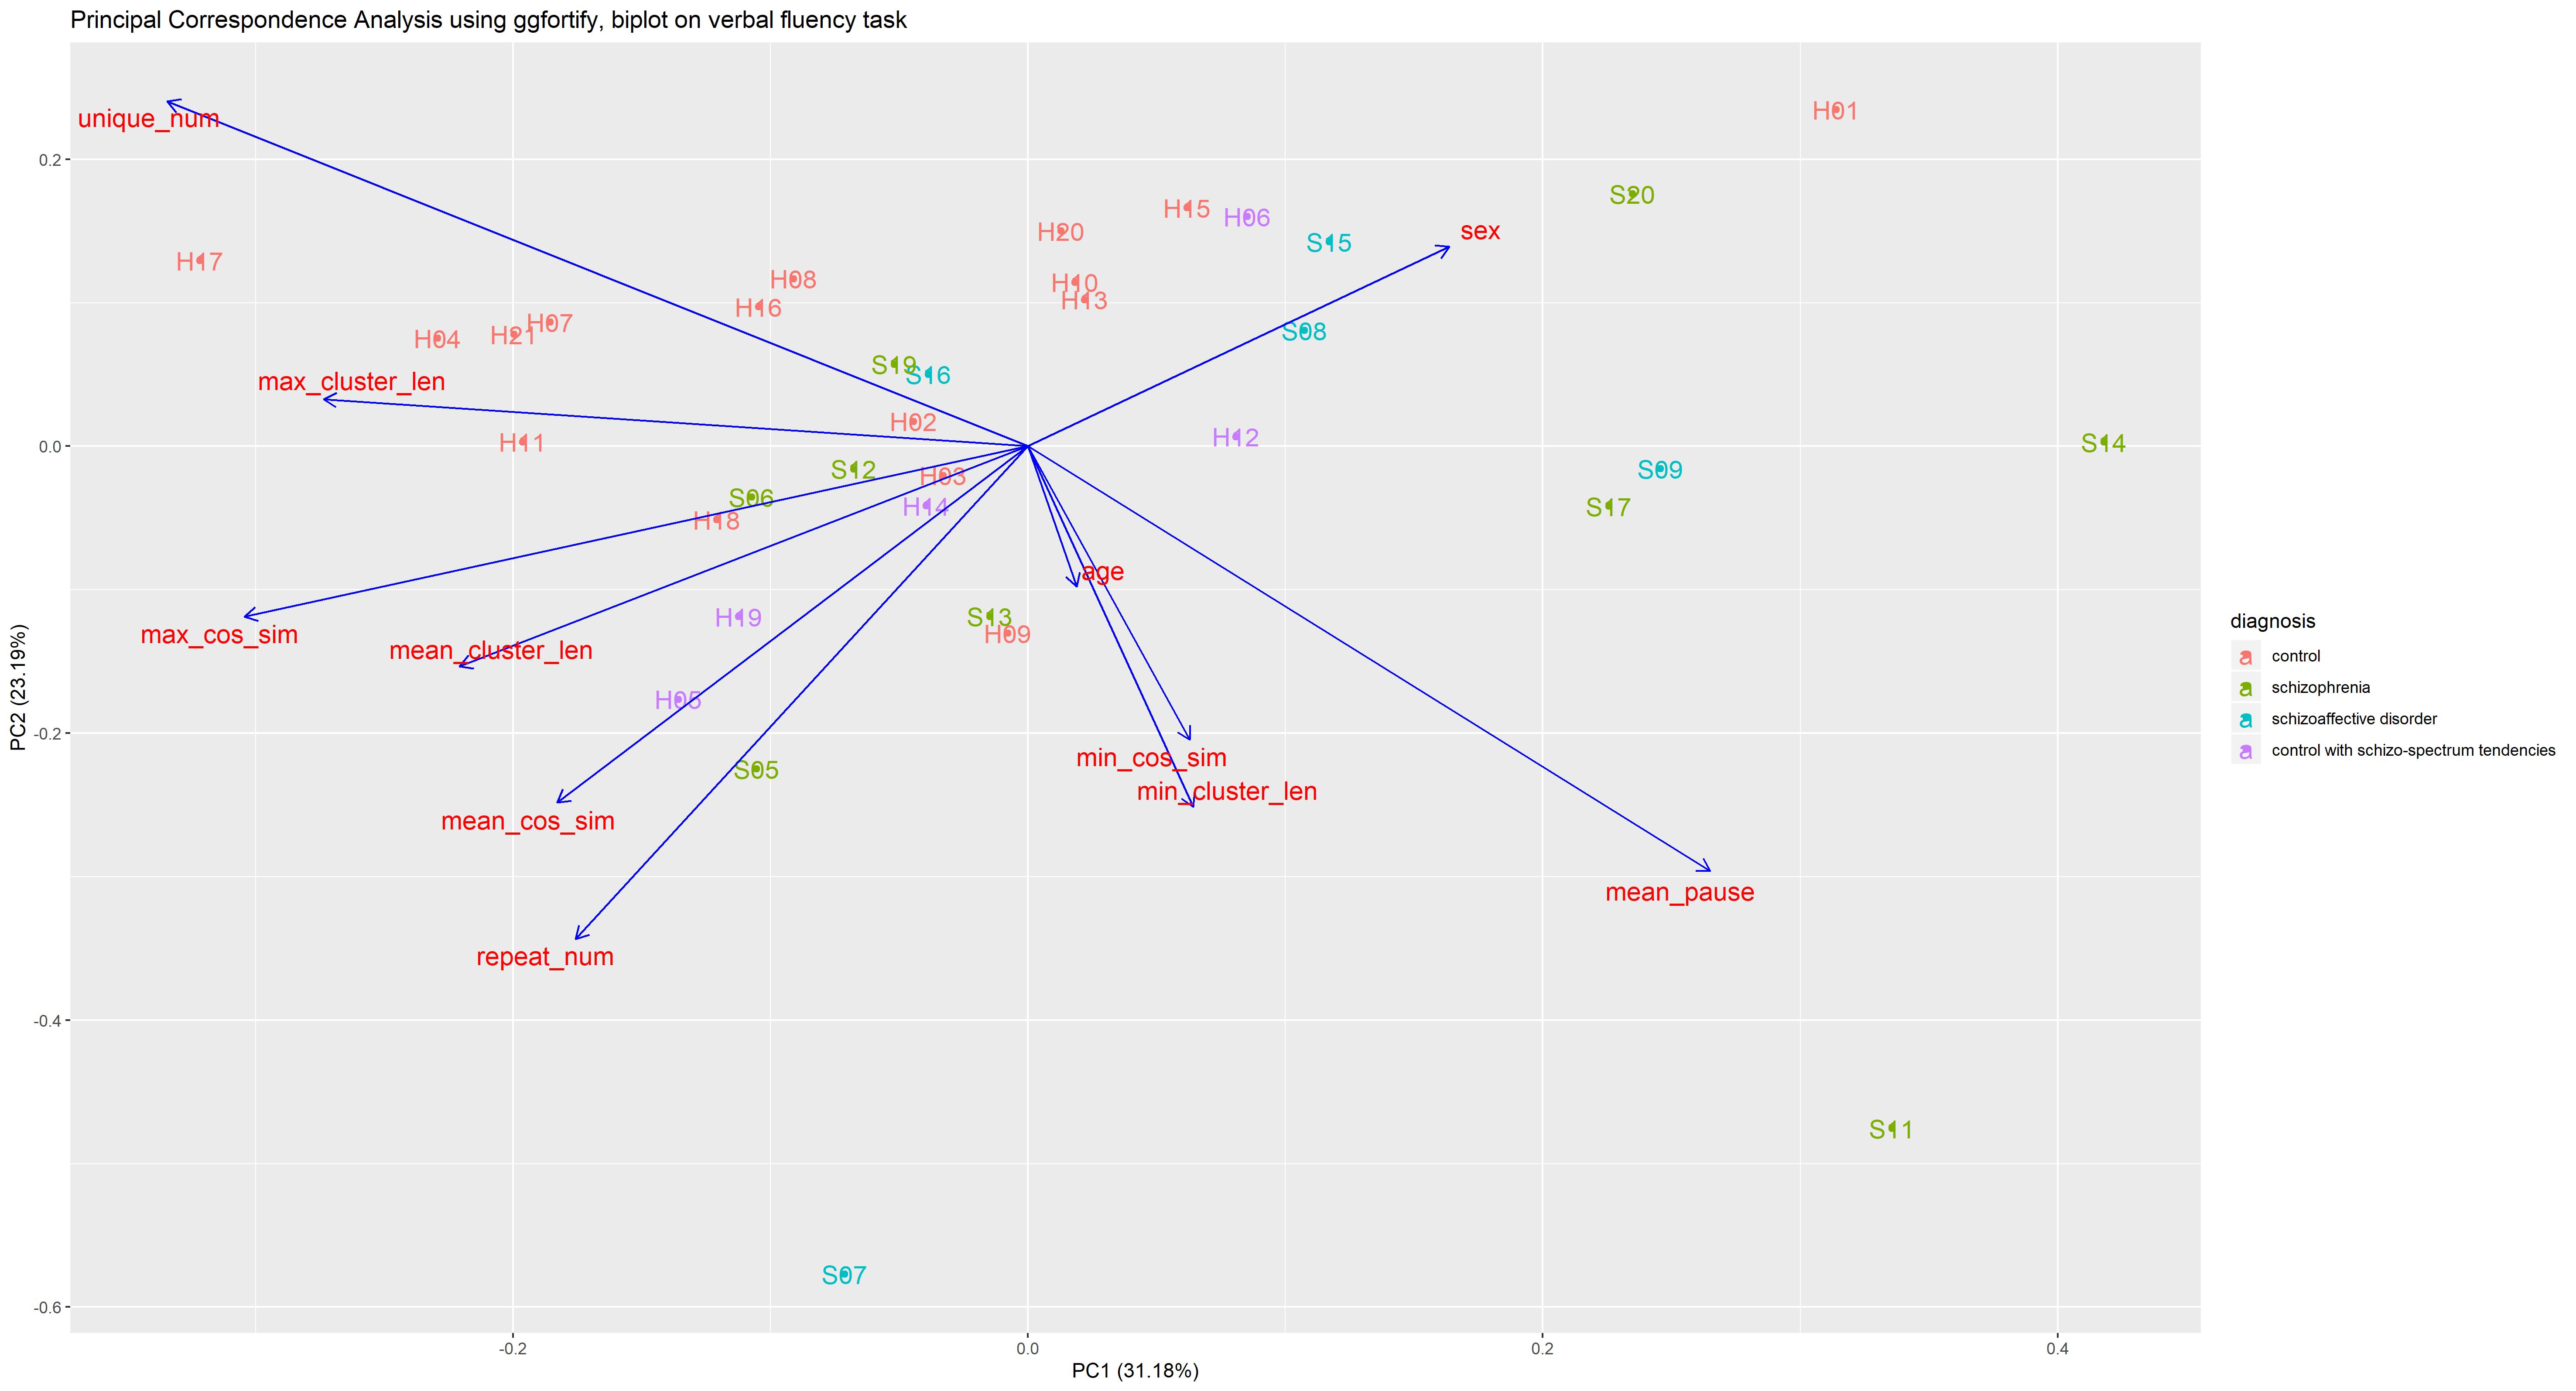 Principal Correspondence Analysis using ggfortify, biplot on verbal fluency task
unique_num
H01
0.2
S20
H15
H06
sex
H20
S15
H17
H08
H10
H13
H16
H07
H21
H04
S08
S19
S16
max_cluster_len
H02
0.0
H11
H12
S14
S12
H03
S09
S06
H14
S17
H18
age
max_cos_sim
H19
S13
H09
mean_cluster_len
H05
-0.2
min_cos_sim
S05
min_cluster_len
mean_cos_sim
mean_pause
repeat_num
-0.4
S11
S07
-0.6
-0.2
0.0
0.2
0.4
PC1 (31.18%)
PC2 (23.19%)
diagnosis
a control
a schizophrenia
a schizoaffective disorder
a control with schizo-spectrum tendencies